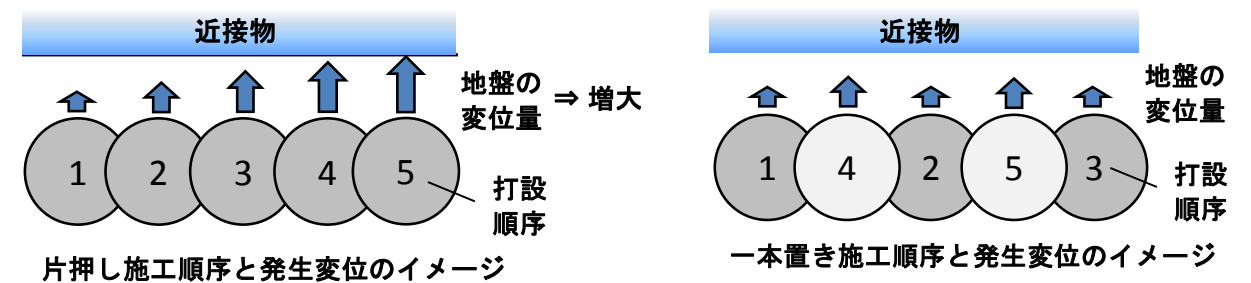 近接物
地盤の
変位量
⇒ 増大
1 2 3 4 5
打設
順序
片押し施工順序と発生変位のイメージ
近接物
地盤の
変位量
1 4 2 5 3
打設
順序
一本置き施工順序と発生変位のイメージ